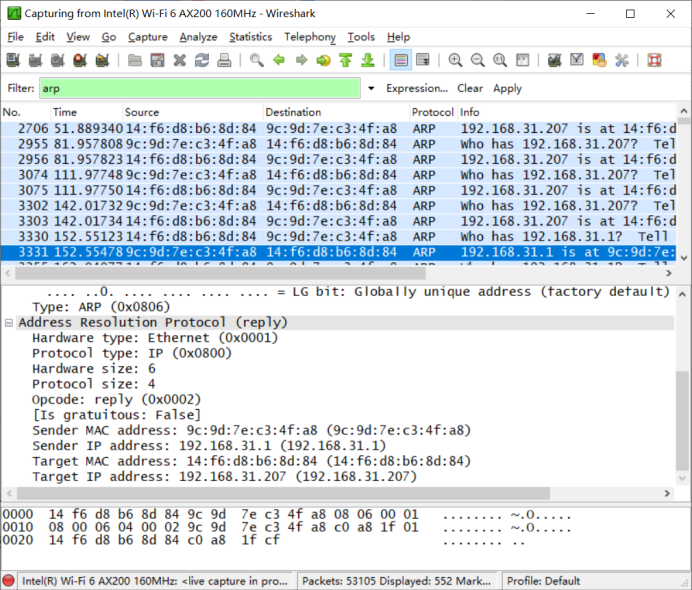 Capturing from Intel(R) Wi-Fi 6 AX200 160MHz - Wireshark
File Edit View Go Capture Analyze Statistics Telephony Tools Help
Filter: arp Expression... Clear Apply
No. Time Source Destination Protocol Info
2706 51.889340 14:f6:d8:b6:8d:84 9c:9d:7e:c3:4f:a8 ARP 192.168.31.207 is at 14:f6:d
2955 81.957808 9c:9d:7e:c3:4f:a8 14:f6:d8:b6:8d:84 ARP Who has 192.168.31.207? Tel
2956 81.957823 14:f6:d8:b6:8d:84 9c:9d:7e:c3:4f:a8 ARP 192.168.31.207 is at 14:f6:d
3074 111.97748 9c:9d:7e:c3:4f:a8 14:f6:d8:b6:8d:84 ARP Who has 192.168.31.207? Tel
3075 111.97750 14:f6:d8:b6:8d:84 9c:9d:7e:c3:4f:a8 ARP 192.168.31.207 is at 14:f6:d
3302 142.01732 9c:9d:7e:c3:4f:a8 14:f6:d8:b6:8d:84 ARP Who has 192.168.31.207? Tel
3303 142.01734 14:f6:d8:b6:8d:84 9c:9d:7e:c3:4f:a8 ARP 192.168.31.207 is at 14:f6:d
3330 152.55123 14:f6:d8:b6:8d:84 9c:9d:7e:c3:4f:a8 ARP Who has 192.168.31.1? Tell
3331 152.55478 9c:9d:7e:c3:4f:a8 14:f6:d8:b6:8d:84 ARP 192.168.31.1 is at 9c:9d:7e:
.... ..0. .... .... .... .... = LG bit: Globally unique address (factory default)
Type: ARP (0x0806)
Address Resolution Protocol (reply)
Hardware type: Ethernet (0x0001)
Protocol type: IP (0x0800)
Hardware size: 6
Protocol size: 4
Opcode: reply (0x0002)
[Is gratuitous: False]
Sender MAC address: 9c:9d:7e:c3:4f:a8 (9c:9d:7e:c3:4f:a8)
Sender IP address: 192.168.31.1 (192.168.31.1)
Target MAC address: 14:f6:d8:b6:8d:84 (14:f6:d8:b6:8d:84)
Target IP address: 192.168.31.207 (192.168.31.207)
0000 14 f6 d8 b6 8d 84 9c 9d 7e c3 4f a8 08 06 00 01 ........ ~.O.....
0010 08 00 06 04 00 02 9c 9d 7e c3 4f a8 c0 a8 1f 01 ........ ~.O.....
0020 14 f6 d8 b6 8d 84 c0 a8 1f cf ........ ..
Intel(R) Wi-Fi 6 AX200 160MHz: <live capture in pro... Packets: 53105 Displayed: 552 Mark... Profile: Default